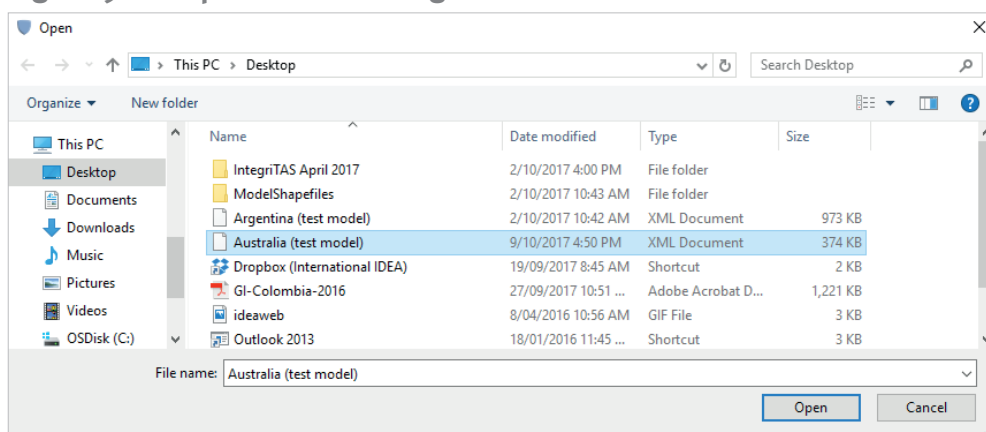 Open
This PC > Desktop
Search Desktop
Organize
New folder
This PC
Desktop
Documents
Downloads
Music
Pictures
Videos
OSDisk (C:)
Name Date modified Type Size
IntegriTAS April 2017 2/10/2017 4:00 PM File folder
ModelShapefiles 2/10/2017 10:43 AM File folder
Argentina (test model) 2/10/2017 10:42 AM XML Document 973 KB
Australia (test model) 9/10/2017 4:50 PM XML Document 374 KB
Dropbox (International IDEA) 19/09/2017 8:45 AM Shortcut 2 KB
GI-Colombia-2016 27/09/2017 10:51 ... Adobe Acrobat D... 1,221 KB
ideaweb 8/04/2016 10:56 AM GIF File 3 KB
Outlook 2013 18/01/2016 11:45 ... Shortcut 3 KB
File name: Australia (test model)
Open Cancel